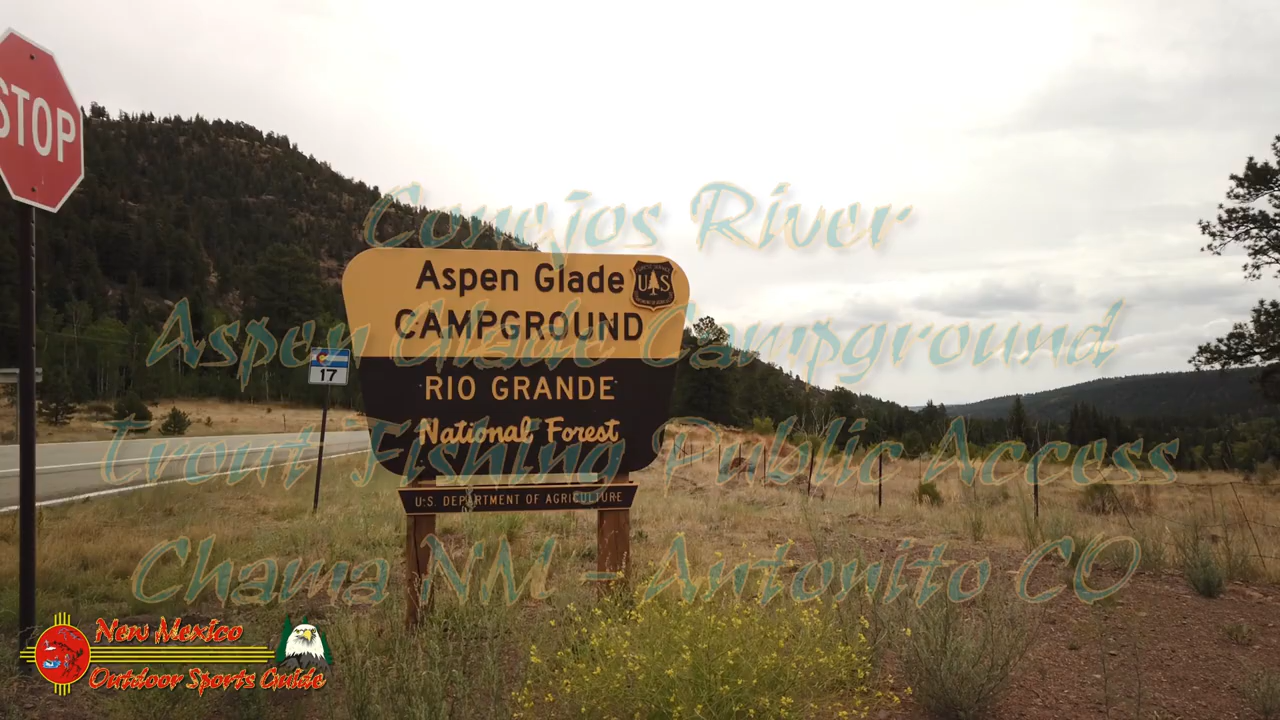 STOP
Conejos River
Aspen Glade
U S
CAMPGROUND
Aspen Glade Campground
17
RIO GRANDE
National Forest
Trout Fishing Public Access
U.S. DEPARTMENT OF AGRICULTURE
Chama NM - Antonito CO
New Mexico
Outdoor Sports Guide